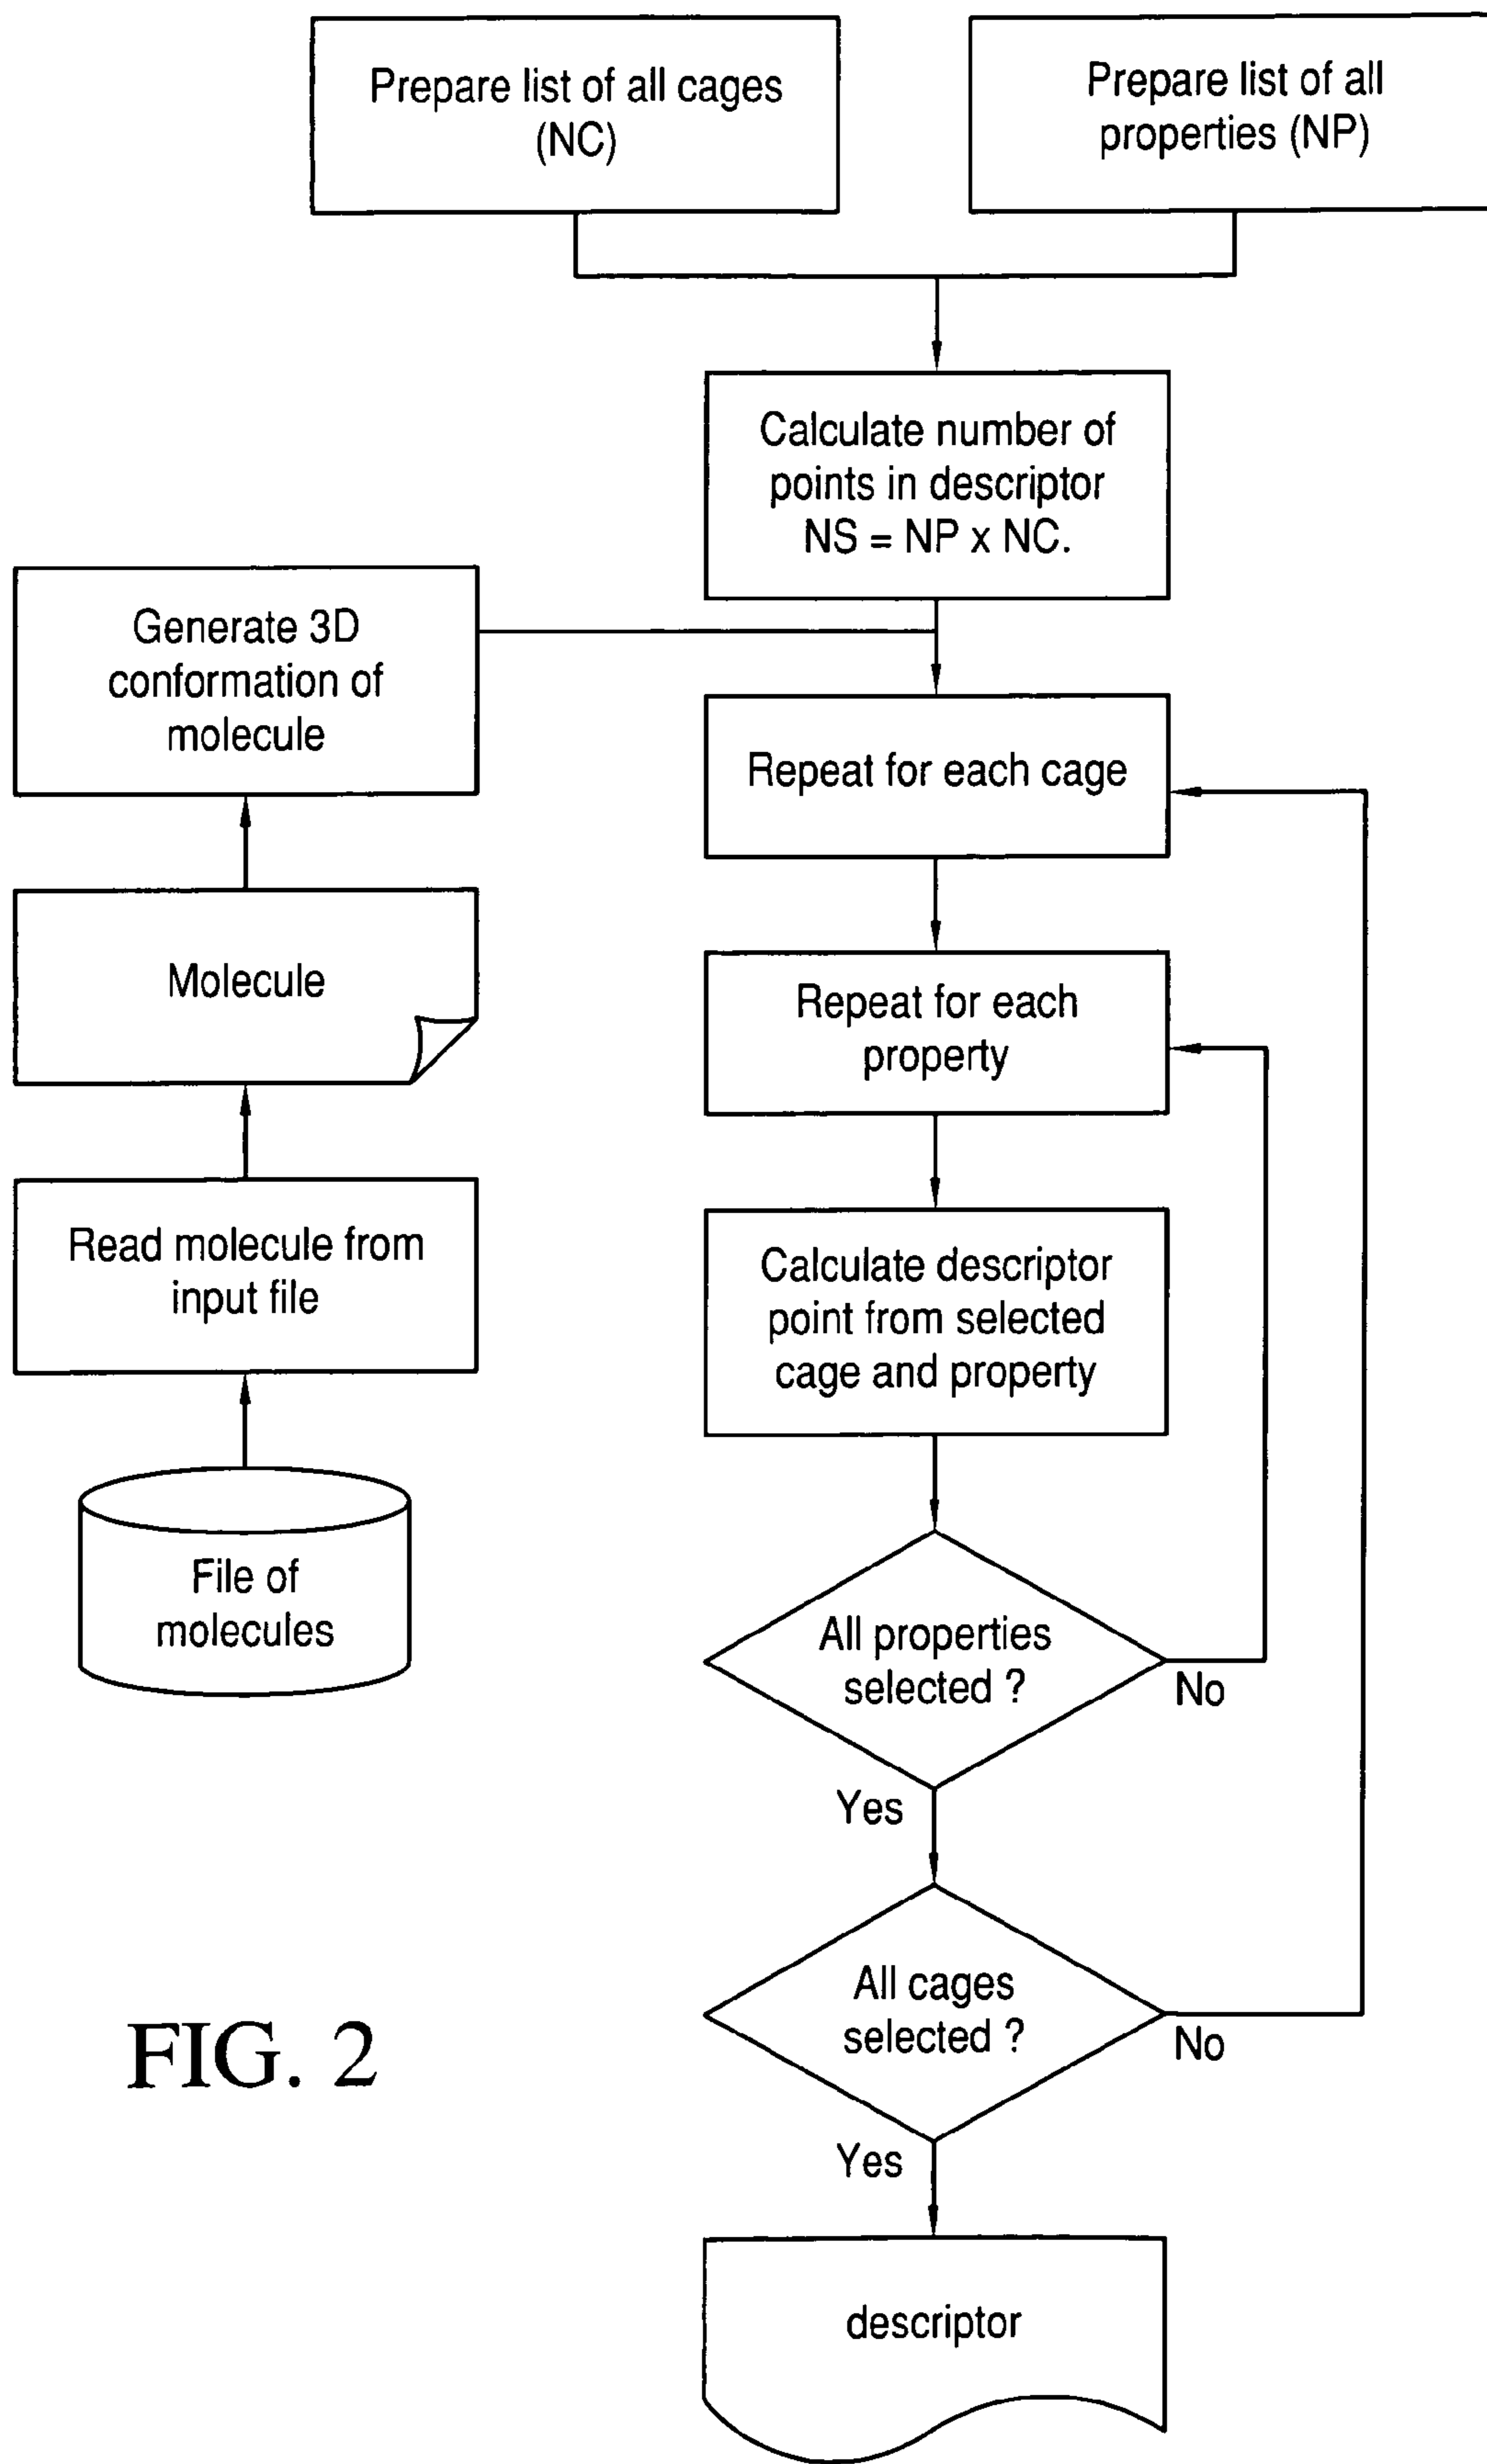 Prepare list of all cages
(NC)
Prepare list of all
properties (NP)
Calculate number of
points in descriptor
NS = NP x NC.
Generate 3D
conformation of
molecule
Repeat for each cage
Molecule
Repeat for each
property
Read molecule from
input file
Calculate descriptor
point from selected
cage and property
File of
molecules
All properties
selected ?
No
Yes
All cages
selected ?
No
FIG. 2
Yes
descriptor